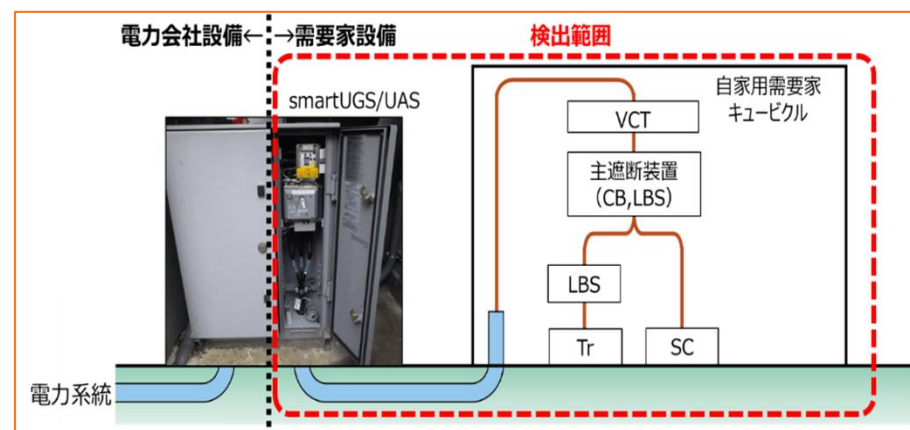 電力会社設備←
→需要家設備
検出範囲
smartUGS/UAS
自家用需要家
キュービクル
VCT
主遮断装置
(CB,LBS)
LBS
Tr
SC
電力系統